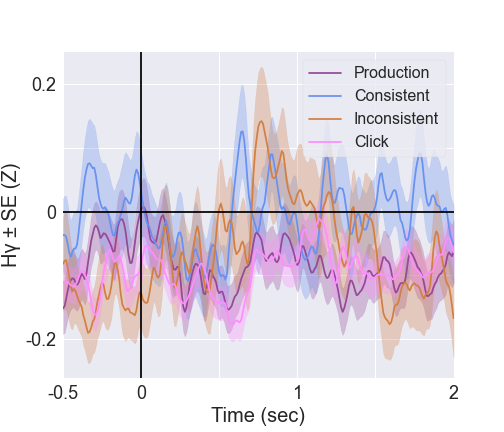 Production
Consistent
Inconsistent
Click
0.2
0
-0.2
Hγ ± SE (Z)
-0.5 0 1 2
Time (sec)